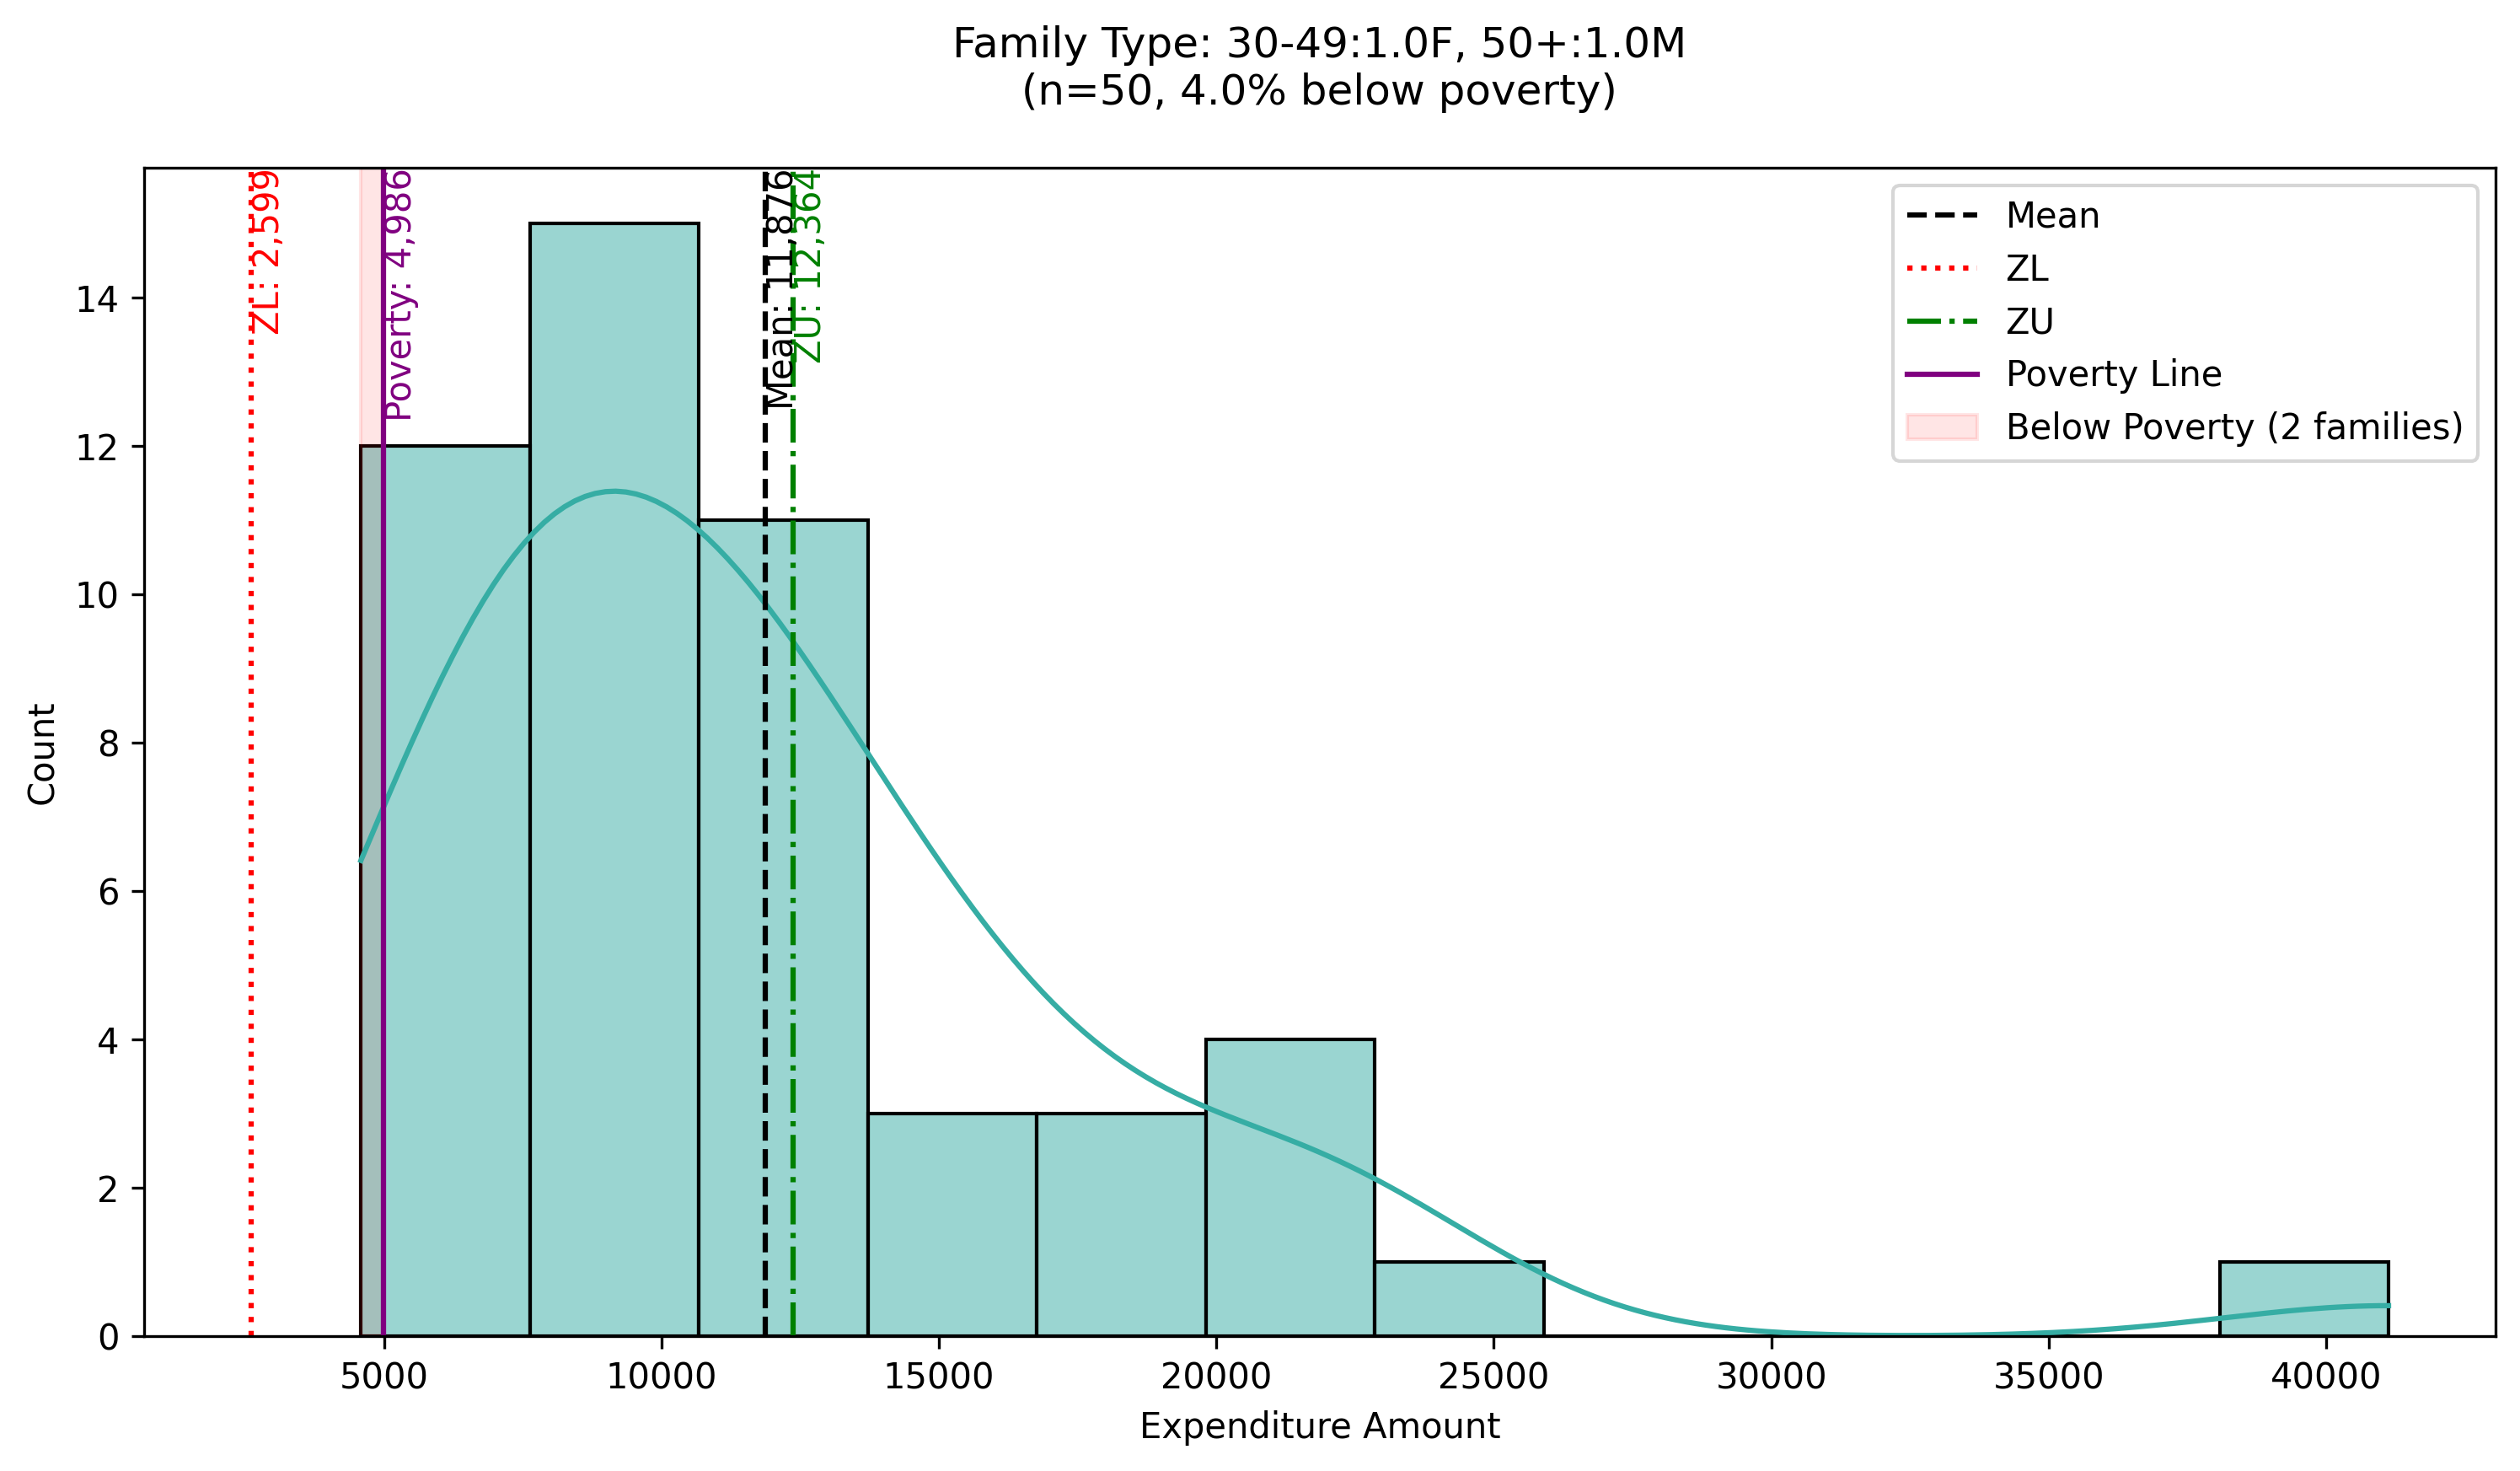 Family Type: 30-49:1.0F, 50+:1.0M
(n=50, 4.0% below poverty)
ZL: 2,599
Poverty: 4,986
Mean: 11,876
ZU: 12,364
Mean
ZL
ZU
Poverty Line
Below Poverty (2 families)
Count
14
12
10
8
6
4
2
0
5000
10000
15000
20000
25000
30000
35000
40000
Expenditure Amount